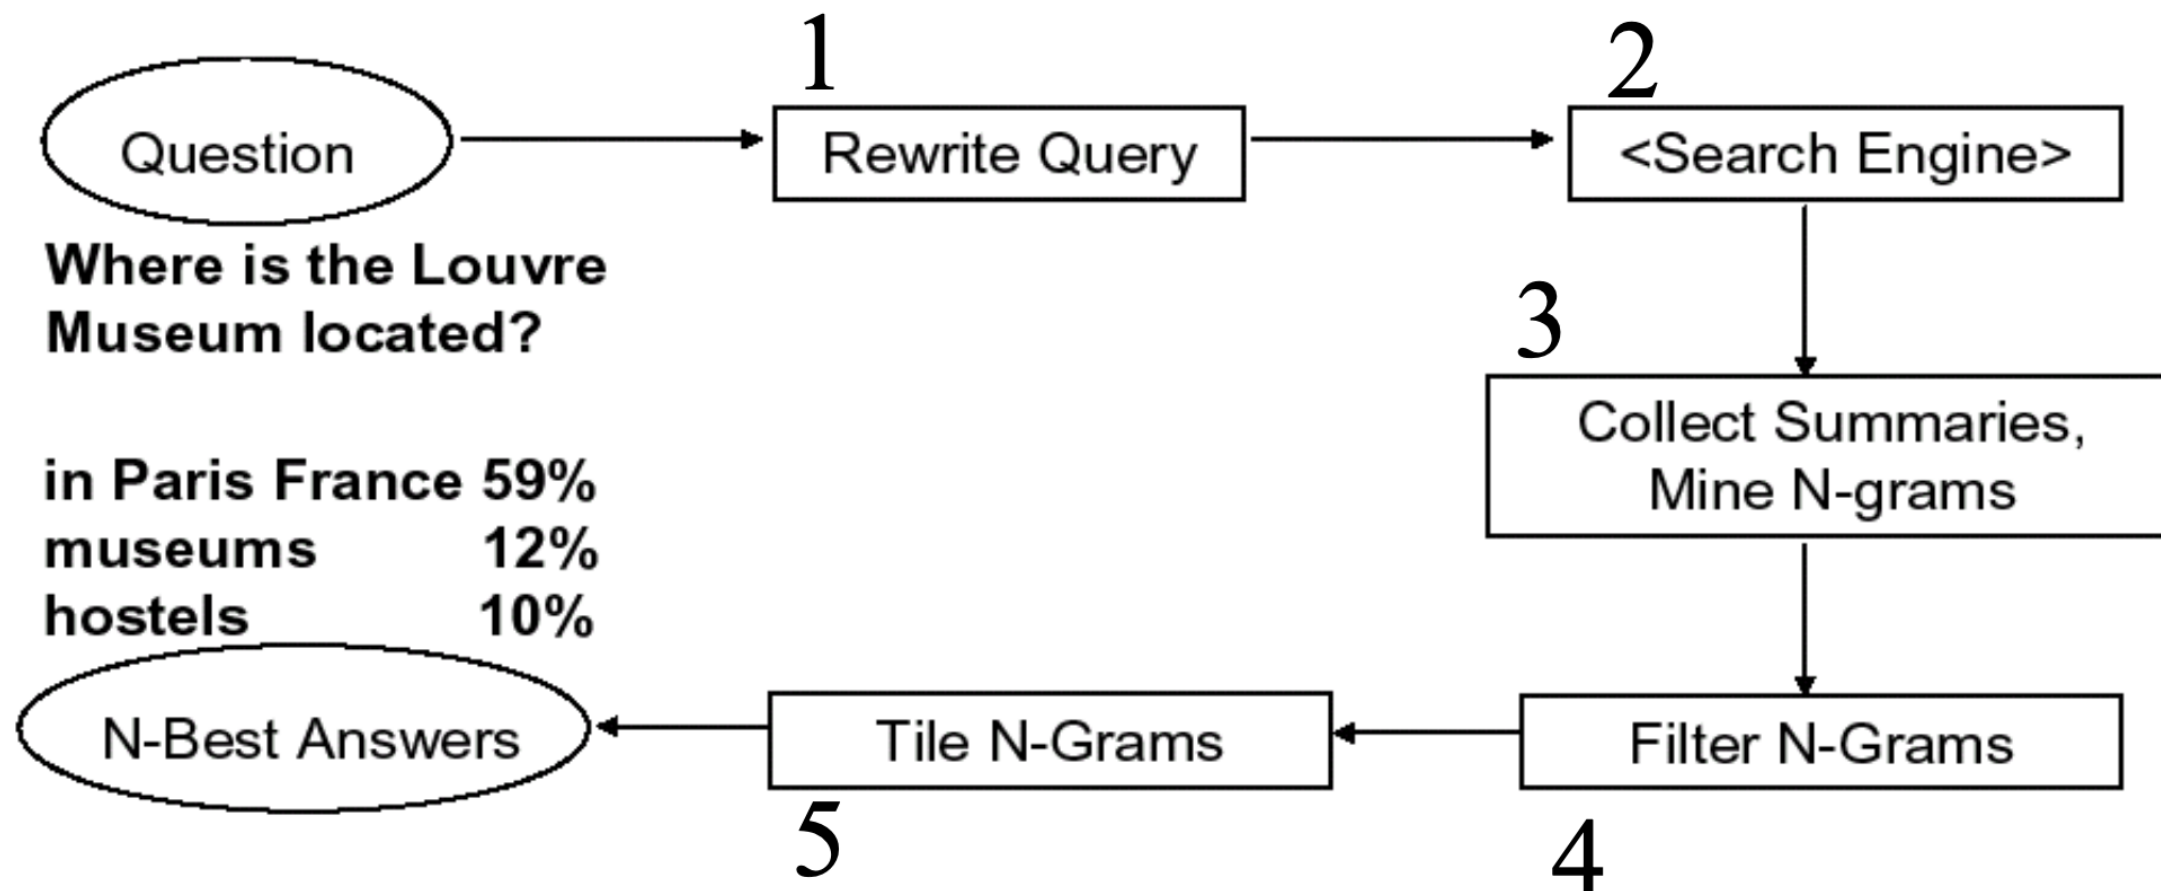 1
2
Question
Rewrite Query
<Search Engine>
Where is the Louvre
Museum located?
3
Collect Summaries,
Mine N-grams
in Paris France 59%
museums 12%
hostels 10%
N-Best Answers
Tile N-Grams
Filter N-Grams
5
4